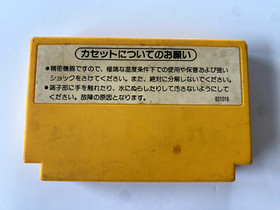 カセットについてのお願い
●精密機器ですので、極端な温度条件下での使用や保管および強い
ショックをさけてください。また、絶対に分解しないでください。
●端子部に手を触れたり、水にぬらしたりして汚さないようにして
ください。故障の原因となります。